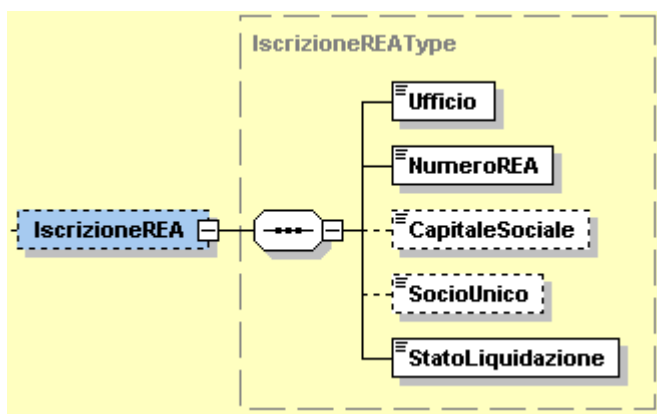 IscrizioneREAType
Ufficio
NumeroREA
IscrizioneREA
CapitaleSociale
SocioUnico
StatoLiquidazione